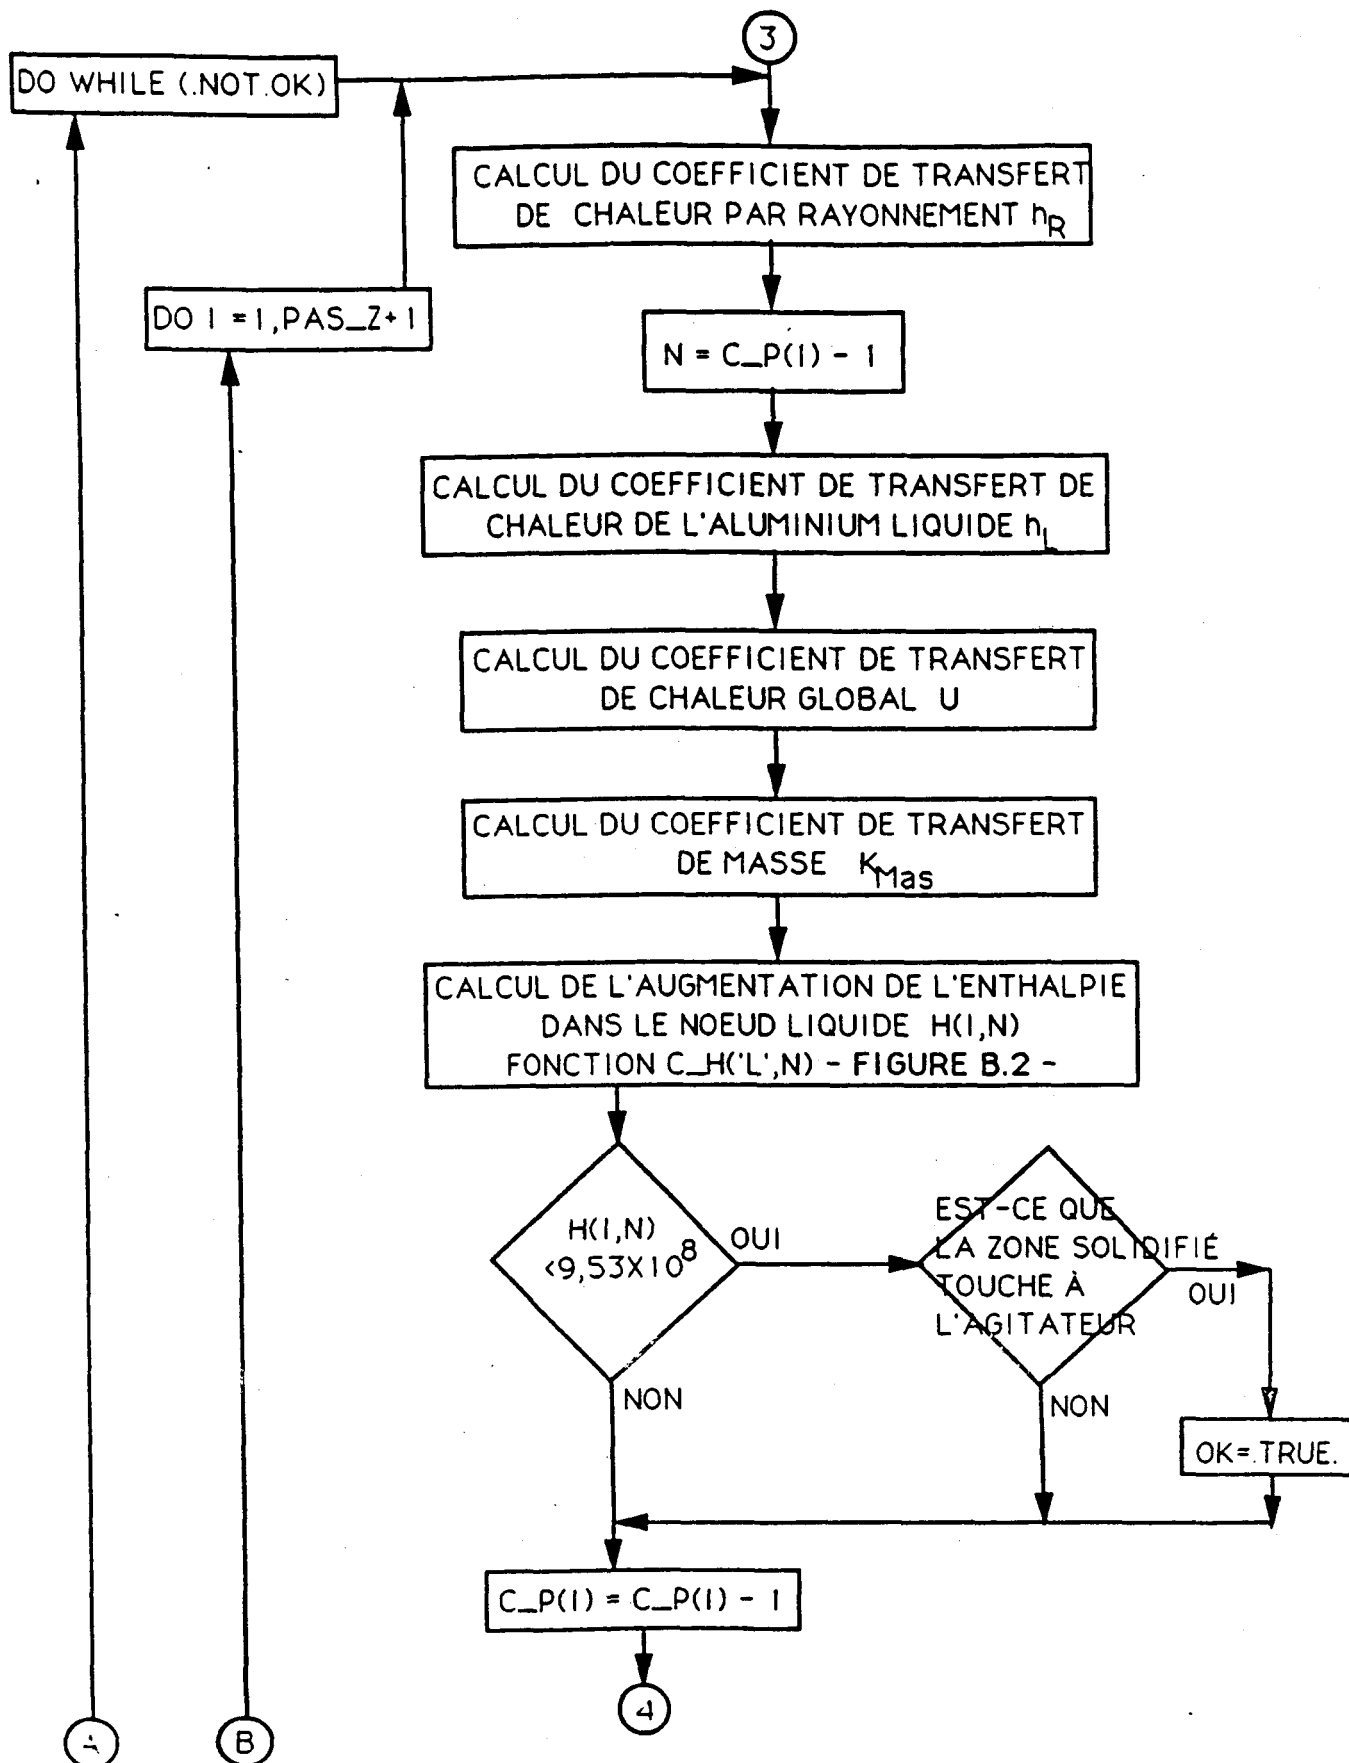 3
DO WHILE (.NOT.OK)
CALCUL DU COEFFICIENT DE TRANSFERT
DE CHALEUR PAR RAYONNEMENT hR
DO I = 1,PAS_Z+1
N = C_P(I) - 1
CALCUL DU COEFFICIENT DE TRANSFERT DE
CHALEUR DE L'ALUMINIUM LIQUIDE hL
CALCUL DU COEFFICIENT DE TRANSFERT
DE CHALEUR GLOBAL U
CALCUL DU COEFFICIENT DE TRANSFERT
DE MASSE KMas
CALCUL DE L'AUGMENTATION DE L'ENTHALPIE
DANS LE NOEUD LIQUIDE H(I,N)
FONCTION C_H('L',N) - FIGURE B.2 -
H(I,N)
<9,53X10⁸
OUI
EST-CE QUE
LA ZONE SOLIDIFIÉ
TOUCHE À
L'AGITATEUR
OUI
NON
NON
OK=.TRUE.
C_P(I) = C_P(I) - 1
4
A
B